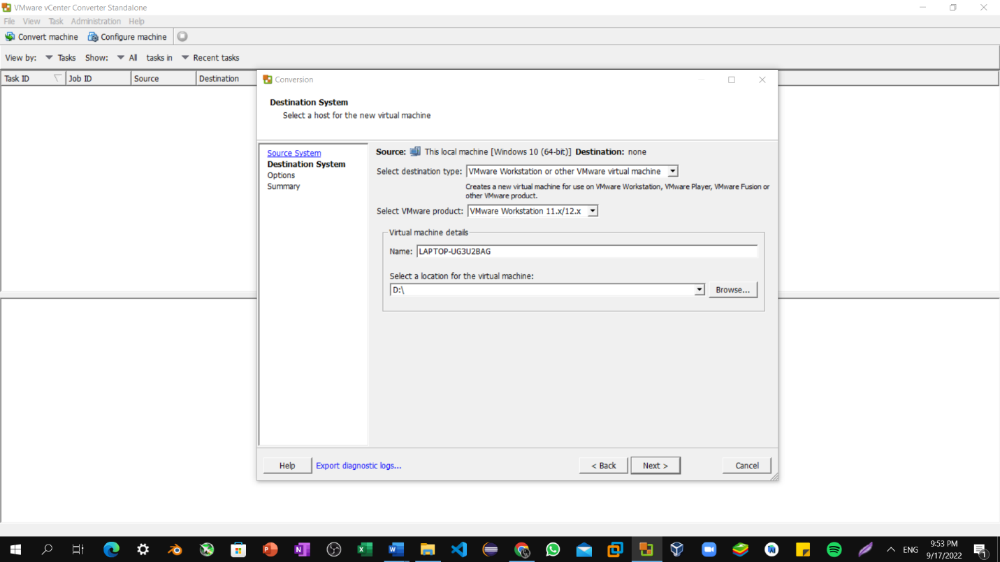 VMware vCenter Converter Standalone
File View Task Administration Help
Convert machine Configure machine
View by: Tasks Show: All tasks in Recent tasks
Task ID Job ID Source Destination
Conversion
Destination System
Select a host for the new virtual machine
Source System
Destination System
Options
Summary
Source: This local machine [Windows 10 (64-bit)] Destination: none
Select destination type: VMware Workstation or other VMware virtual machine
Creates a new virtual machine for use on VMware Workstation, VMware Player, VMware Fusion or
other VMware product.
Select VMware product: VMware Workstation 11.x/12.x
Virtual machine details
Name: LAPTOP-UG3U2BAG
Select a location for the virtual machine:
D:\ Browse...
Help Export diagnostic logs... < Back Next > Cancel
ENG
9:53 PM
9/17/2022
1